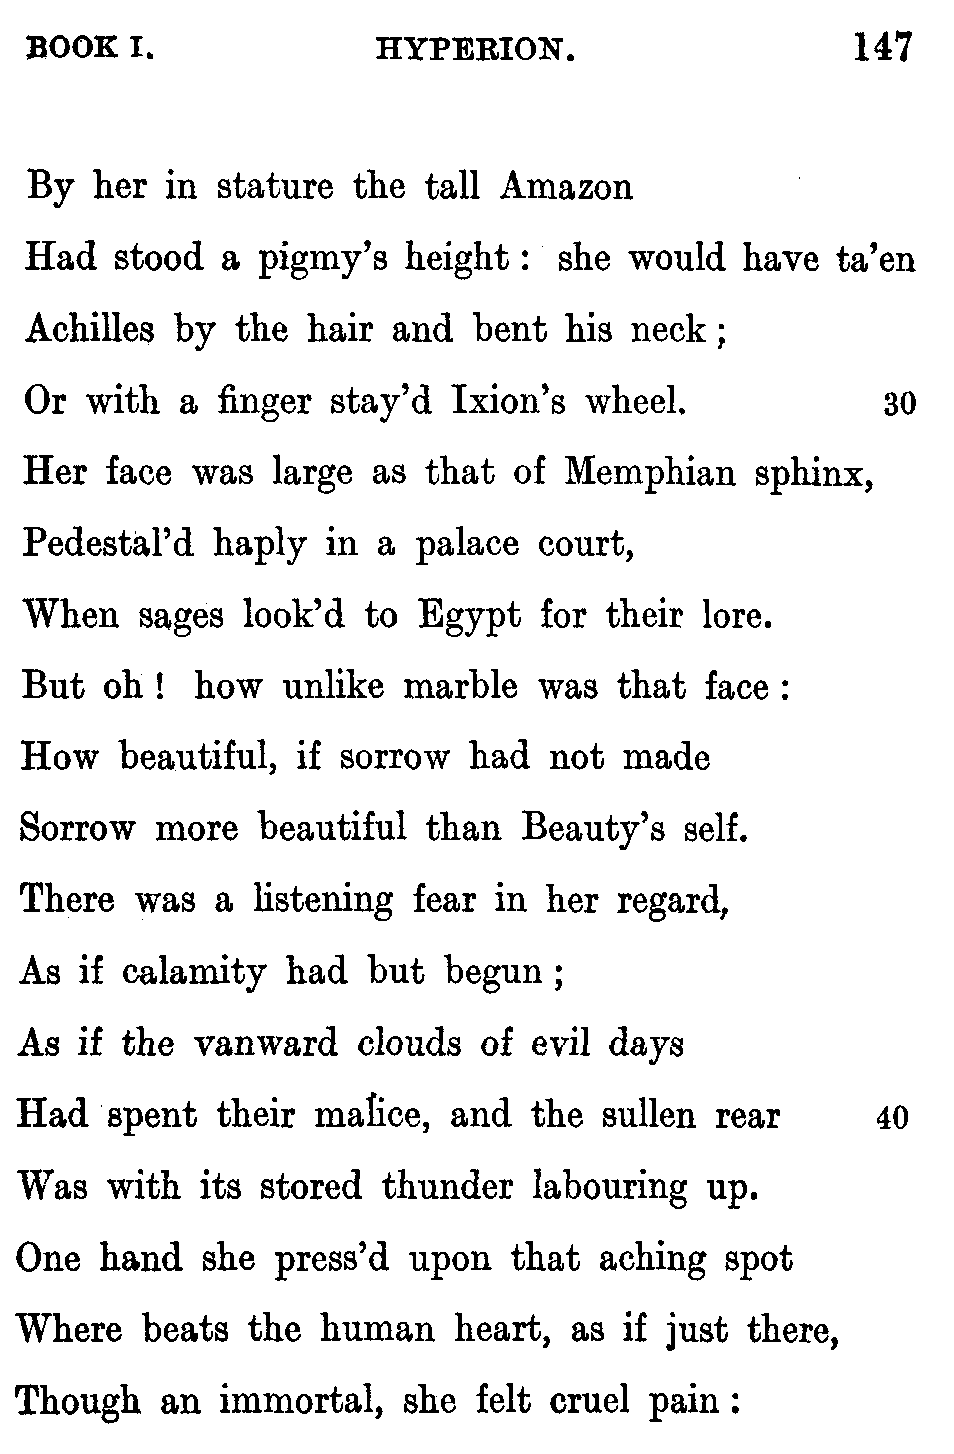 BOOK I. HYPERION. 147
By her in stature the tall Amazon
Had stood a pigmy's height : she would have ta'en
Achilles by the hair and bent his neck ;
Or with a finger stay'd Ixion's wheel. 30
Her face was large as that of Memphian sphinx,
Pedestal'd haply in a palace court,
When sages look'd to Egypt for their lore.
But oh ! how unlike marble was that face :
How beautiful, if sorrow had not made
Sorrow more beautiful than Beauty's self.
There was a listening fear in her regard,
As if calamity had but begun ;
As if the vanward clouds of evil days
Had spent their malice, and the sullen rear 40
Was with its stored thunder labouring up.
One hand she press'd upon that aching spot
Where beats the human heart, as if just there,
Though an immortal, she felt cruel pain :